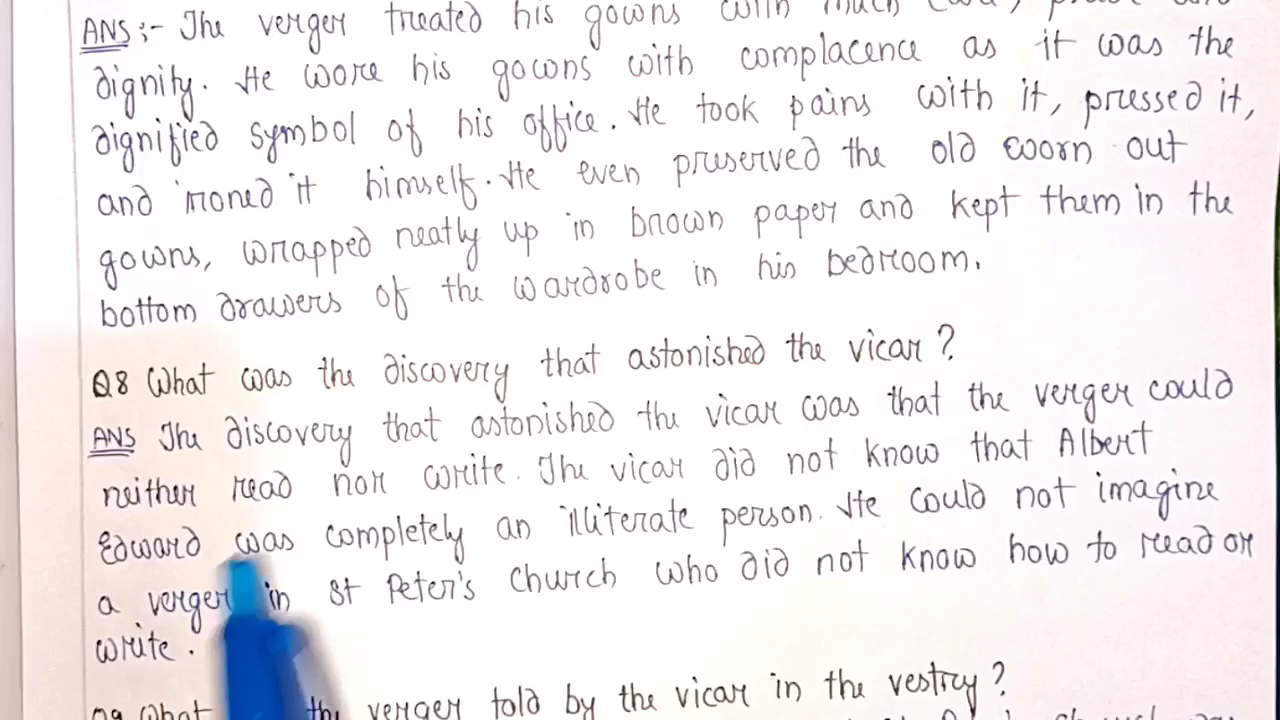 ANS :- The verger treated his gowns with much
dignity. He wore his gowns with complacence as it was the
dignified symbol of his office. He took pains with it, pressed it,
and ironed it himself. He even preserved the old worn out
gowns, wrapped neatly up in brown paper and kept them in the
bottom drawers of the wardrobe in his bedroom.
Q8 What was the discovery that astonished the vicar?
ANS The discovery that astonished the vicar was that the verger could
neither read nor write. The vicar did not know that Albert
Edward was completely an illiterate person. He could not imagine
a verger in St Peter's Church who did not know how to read or
write.
Q9 What the verger told by the vicar in the vestry?